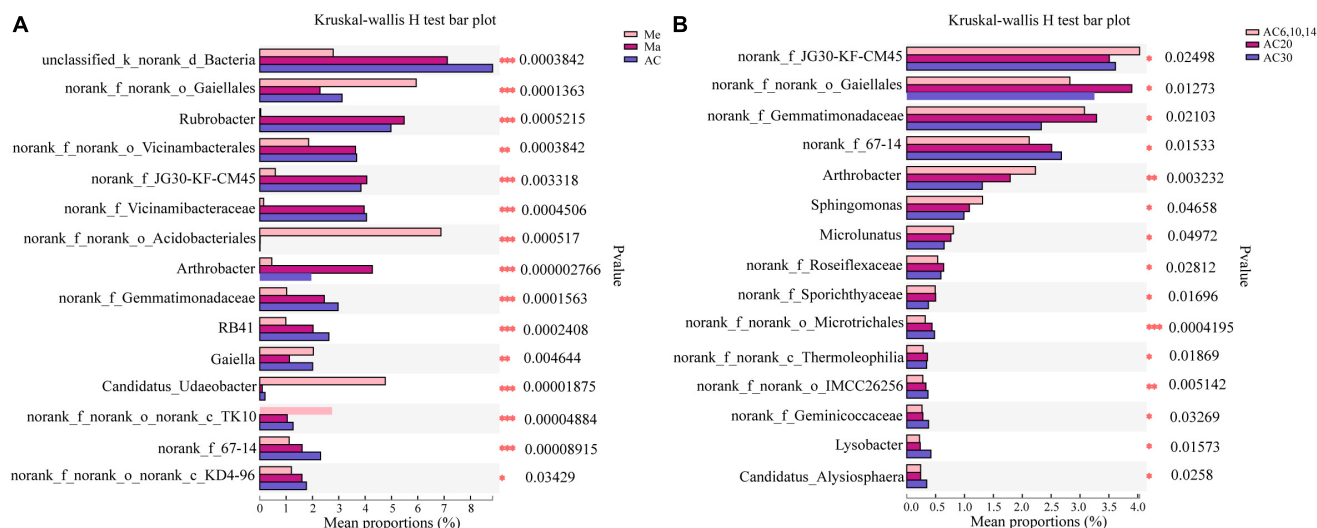 A
Kruskal-wallis H test bar plot
Me
Ma
AC
unclassified_k_norank_d_Bacteria
*** 0.0003842
norank_f_norank_o_Gaiellales
*** 0.0001363
Rubrobacter
*** 0.0005215
norank_f_norank_o_Vicinambacterales
** 0.0003842
norank_f_JG30-KF-CM45
*** 0.003318
norank_f_Vicinamibacteraceae
*** 0.0004506
norank_f_norank_o_Acidobacteriales
*** 0.000517
Arthrobacter
*** 0.000002766
norank_f_Gemmatimonadaceae
*** 0.0001563
RB41
*** 0.0002408
Gaiella
** 0.004644
Candidatus_Udaeobacter
*** 0.00001875
norank_f_norank_o_norank_c_TK10
*** 0.00004884
norank_f_67-14
*** 0.00008915
norank_f_norank_o_norank_c_KD4-96
* 0.03429
Pvalue
0 1 2 3 4 5 6 7 8
Mean proportions (%)
B
Kruskal-wallis H test bar plot
AC6,10,14
AC20
AC30
norank_f_JG30-KF-CM45
* 0.02498
norank_f_norank_o_Gaiellales
* 0.01273
norank_f_Gemmatimonadaceae
* 0.02103
norank_f_67-14
* 0.01533
Arthrobacter
** 0.003232
Sphingomonas
* 0.04658
Microlunatus
* 0.04972
norank_f_Roseiflexaceae
* 0.02812
norank_f_Sporichthyaceae
* 0.01696
norank_f_norank_o_Microtrichales
*** 0.0004195
norank_f_norank_c_Thermoleophilia
* 0.01869
norank_f_norank_o_IMCC26256
** 0.005142
norank_f_Geminicoccaceae
* 0.03269
Lysobacter
* 0.01573
Candidatus_Alysiosphaera
* 0.0258
Pvalue
0.0 0.5 1.0 1.5 2.0 2.5 3.0 3.5 4.0
Mean proportions (%)